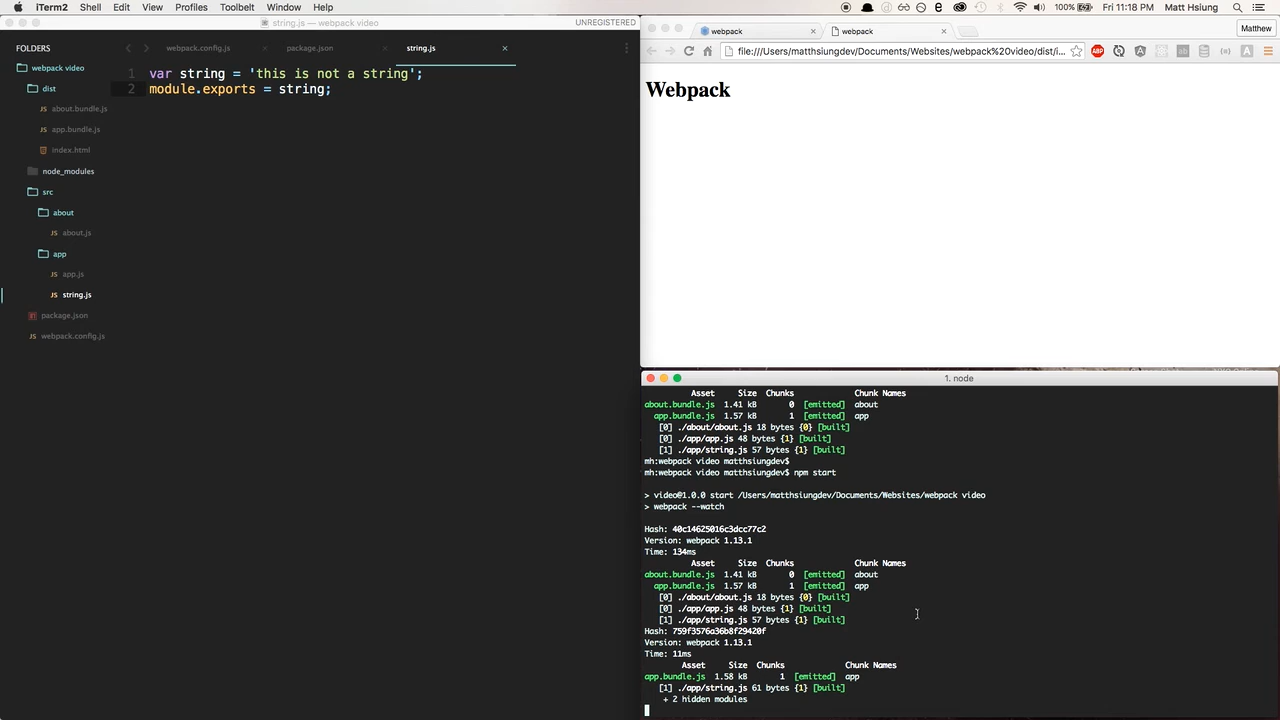 iTerm2 Shell Edit View Profiles Toolbelt Window Help 100% Fri 11:18 PM Matt Hsiung
string.js — webpack video UNREGISTERED
FOLDERS
webpack video
dist
about.bundle.js
app.bundle.js
index.html
node_modules
src
about
about.js
app
app.js
string.js
package.json
webpack.config.js
webpack.config.js × package.json × string.js ×
1 var string = 'this is not a string';
2 module.exports = string;
webpack × webpack × Matthew
file:///Users/matthsiungdev/Documents/Websites/webpack%20video/dist/i...
Webpack
1. node
Asset Size Chunks Chunk Names
about.bundle.js 1.41 kB 0 [emitted] about
app.bundle.js 1.57 kB 1 [emitted] app
[0] ./about/about.js 18 bytes {0} [built]
[0] ./app/app.js 48 bytes {1} [built]
[1] ./app/string.js 57 bytes {1} [built]
mh:webpack video matthsiungdev$
mh:webpack video matthsiungdev$ npm start
> video@1.0.0 start /Users/matthsiungdev/Documents/Websites/webpack video
> webpack --watch
Hash: 40c14625016c3dcc77c2
Version: webpack 1.13.1
Time: 134ms
Asset Size Chunks Chunk Names
about.bundle.js 1.41 kB 0 [emitted] about
app.bundle.js 1.57 kB 1 [emitted] app
[0] ./about/about.js 18 bytes {0} [built]
[0] ./app/app.js 48 bytes {1} [built]
[1] ./app/string.js 57 bytes {1} [built]
Hash: 759f3576a36b8f29420f
Version: webpack 1.13.1
Time: 11ms
Asset Size Chunks Chunk Names
app.bundle.js 1.58 kB 1 [emitted] app
[1] ./app/string.js 61 bytes {1} [built]
+ 2 hidden modules